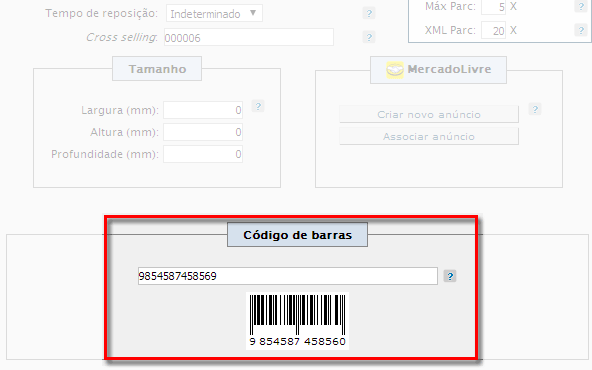 Tempo de reposição: Indeterminado ?
Cross selling: 000006 ?
Máx Parc: 5 X ?
XML Parc: 20 X ?
Tamanho
Largura (mm): 0 ?
Altura (mm): 0
Profundidade (mm): 0
MercadoLivre
Criar novo anúncio ?
Associar anúncio
Código de barras
9854587458569 ?
9 854587 458560